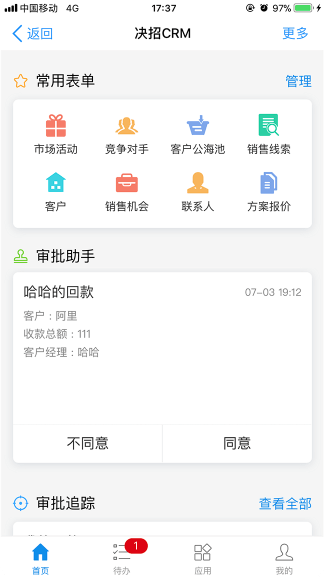 中国移动 4G 17:37 97%
返回 决招CRM 更多
常用表单 管理
市场活动 竞争对手 客户公海池 销售线索
客户 销售机会 联系人 方案报价
审批助手
哈哈的回款 07-03 19:12
客户：阿里
收款总额：111
客户经理：哈哈
不同意 同意
审批追踪 查看全部
1
首页 待办 应用 我的